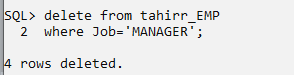 SQL> delete from tahirr_EMP
2 where Job='MANAGER';
4 rows deleted.